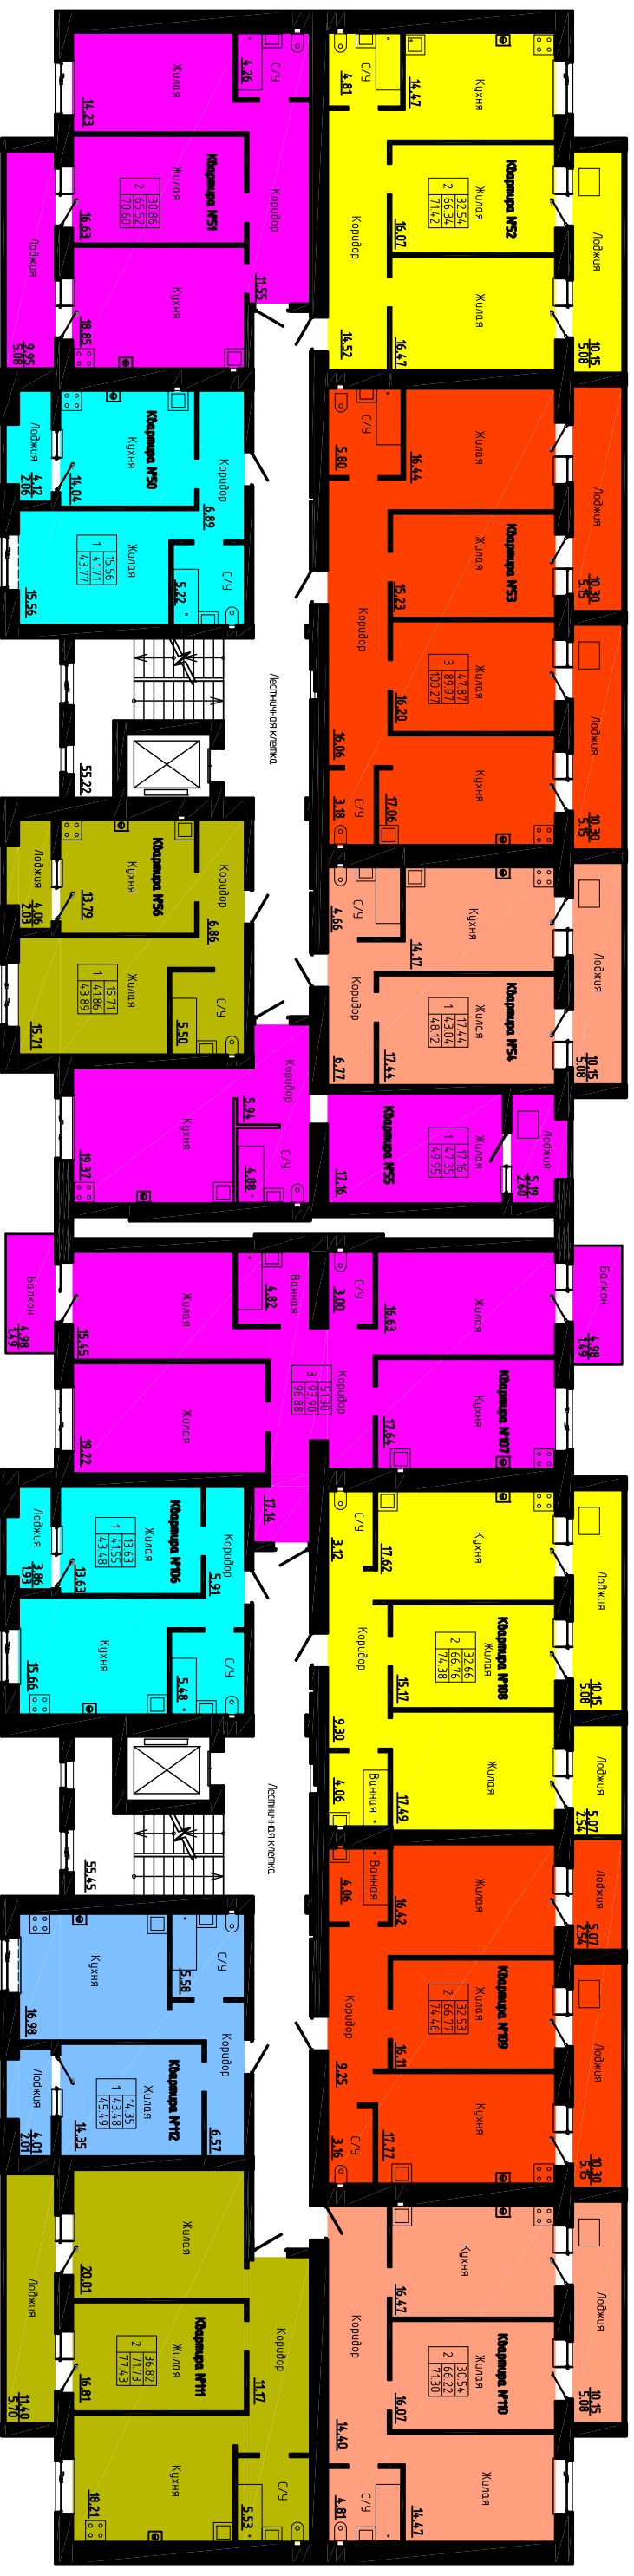 Квартира №51
30.86
2 65.52
70.60
Жилая
14.23
С/У
4.26
Коридор
11.55
Жилая
16.63
Кухня
18.85
Лоджия
9.95
5.08
Квартира №52
32.54
2 66.34
71.42
Кухня
14.47
С/У
4.81
Жилая
16.07
Коридор
14.52
Жилая
16.47
Лоджия
10.15
5.08
Квартира №50
Кухня
14.04
Коридор
6.89
Лоджия
4.12
2.06
15.56
1 41.71
43.77
Жилая
15.56
С/У
5.22
Квартира №53
47.87
3 89.97
100.27
Жилая
16.44
С/У
5.80
Жилая
15.23
Коридор
16.06
Жилая
16.20
Кухня
17.06
С/У
3.18
Лоджия
10.30
5.15
Лоджия
10.30
5.15
Лестничная клетка
55.22
Квартира №56
Кухня
13.79
Коридор
6.86
Лоджия
4.06
2.03
15.71
1 41.86
43.89
Жилая
15.71
С/У
5.50
Квартира №54
17.44
1 43.04
48.12
Кухня
14.17
С/У
4.66
Жилая
17.44
Коридор
6.77
Лоджия
10.15
5.08
Квартира №55
17.16
1 47.35
49.95
Жилая
17.16
Лоджия
5.19
2.60
Коридор
5.94
С/У
4.88
Кухня
19.37
Квартира №107
51.30
3 93.90
96.88
Балкон
4.98
1.49
Жилая
15.45
Ванная
4.82
С/У
3.00
Жилая
16.63
Балкон
4.98
1.49
Жилая
19.22
Коридор
17.14
Кухня
17.64
Квартира №106
13.63
1 41.55
43.48
Жилая
13.63
Коридор
5.91
Лоджия
3.86
1.93
Кухня
15.66
С/У
5.48
Квартира №108
32.66
2 66.76
74.38
Кухня
17.62
С/У
3.12
Жилая
15.17
Коридор
9.30
Жилая
17.49
Ванная
4.06
Лоджия
10.15
5.08
Лоджия
5.07
2.54
Лестничная клетка
55.45
Квартира №109
32.53
2 66.77
74.46
Жилая
16.42
Ванная
4.06
Жилая
16.11
Коридор
9.25
Кухня
17.77
С/У
3.16
Лоджия
5.07
2.54
Лоджия
10.30
5.15
Квартира №112
14.35
1 43.48
45.49
Кухня
16.98
С/У
5.58
Жилая
14.35
Коридор
6.57
Лоджия
4.01
2.01
Квартира №111
36.82
2 71.73
77.43
Жилая
20.01
Жилая
16.81
Коридор
11.17
Кухня
18.21
С/У
5.53
Лоджия
11.40
5.70
Квартира №110
30.54
2 66.22
71.30
Кухня
16.47
Жилая
16.07
Коридор
14.40
Жилая
14.47
С/У
4.81
Лоджия
10.15
5.08